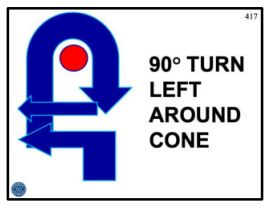 417
90° TURN
LEFT
AROUND
CONE